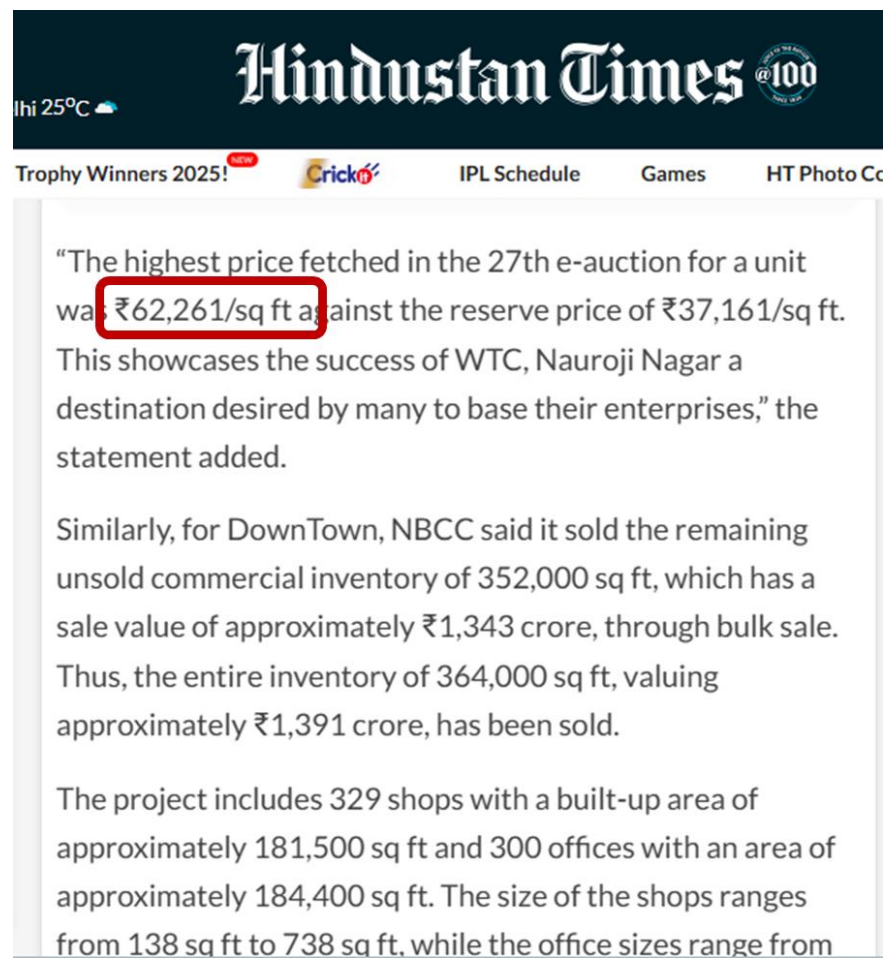 Hindustan Times @100
lhi 25°C
Trophy Winners 2025! NEW Crickit IPL Schedule Games HT Photo Co
“The highest price fetched in the 27th e-auction for a unit
was ₹62,261/sq ft against the reserve price of ₹37,161/sq ft.
This showcases the success of WTC, Nauroji Nagar a
destination desired by many to base their enterprises,” the
statement added.
Similarly, for DownTown, NBCC said it sold the remaining
unsold commercial inventory of 352,000 sq ft, which has a
sale value of approximately ₹1,343 crore, through bulk sale.
Thus, the entire inventory of 364,000 sq ft, valuing
approximately ₹1,391 crore, has been sold.
The project includes 329 shops with a built-up area of
approximately 181,500 sq ft and 300 offices with an area of
approximately 184,400 sq ft. The size of the shops ranges
from 138 sq ft to 738 sq ft, while the office sizes range from